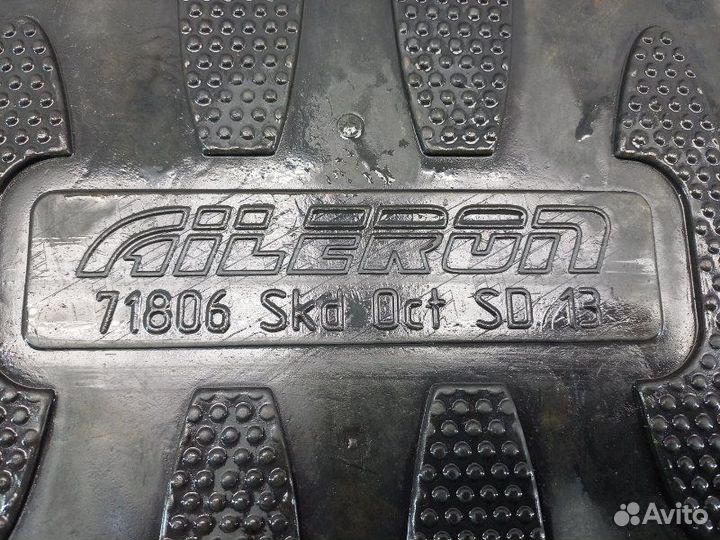 AILERON
71806 Skd Oct SD 13
Avito